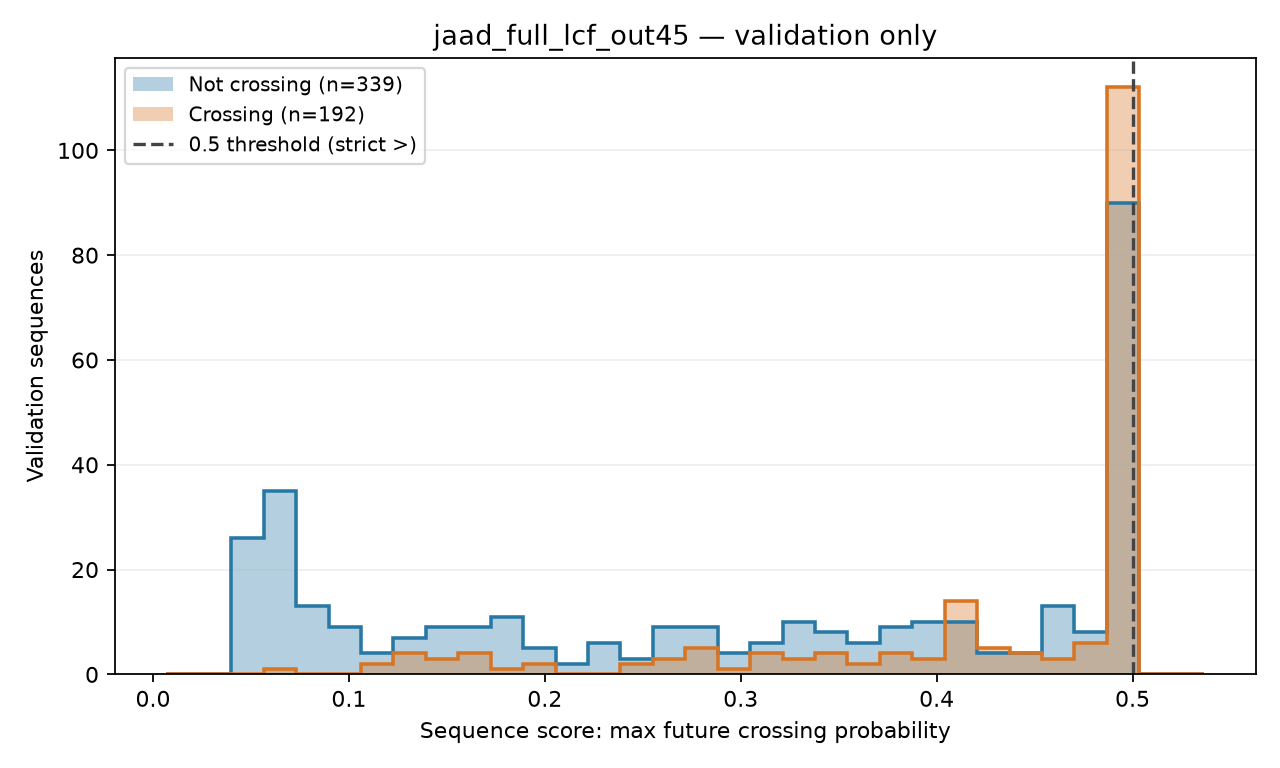 jaad_full_lcf_out45 — validation only
Not crossing (n=339)
Crossing (n=192)
0.5 threshold (strict >)
Validation sequences
100
80
60
40
20
0
0.0 0.1 0.2 0.3 0.4 0.5
Sequence score: max future crossing probability